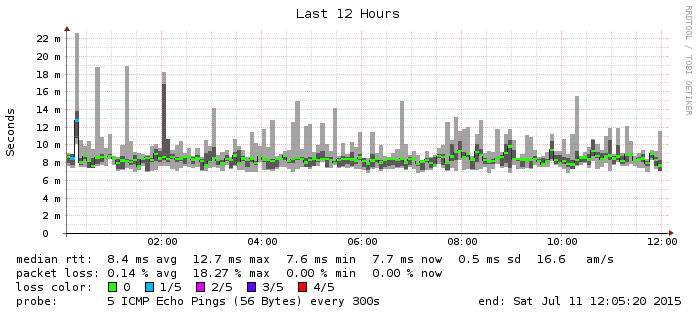 Last 12 Hours
RRDTOOL / TOBI OETIKER
Seconds
22 m
20 m
18 m
16 m
14 m
12 m
10 m
8 m
6 m
4 m
2 m
0
02:00 04:00 06:00 08:00 10:00 12:00
median rtt: 8.4 ms avg 12.7 ms max 7.6 ms min 7.7 ms now 0.5 ms sd 16.6 am/s
packet loss: 0.14 % avg 18.27 % max 0.00 % min 0.00 % now
loss color: 0 1/5 2/5 3/5 4/5
probe: 5 ICMP Echo Pings (56 Bytes) every 300s end: Sat Jul 11 12:05:20 2015